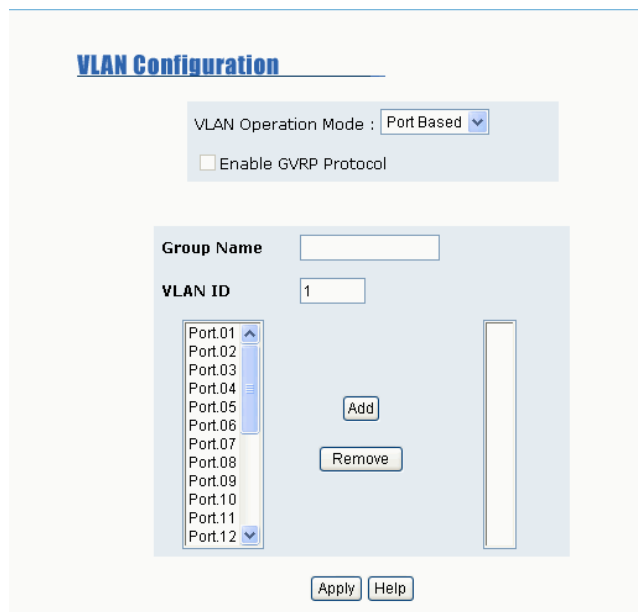 VLAN Configuration
VLAN Operation Mode : Port Based
Enable GVRP Protocol
Group Name
VLAN ID 1
Port.01
Port.02
Port.03
Port.04
Port.05
Port.06
Port.07
Port.08
Port.09
Port.10
Port.11
Port.12
Add
Remove
Apply Help